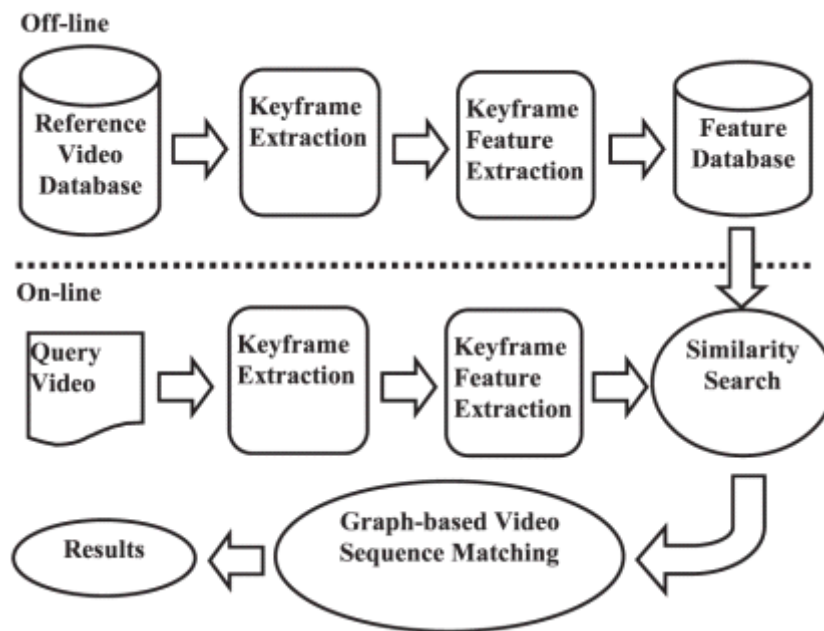 Off-line
Reference
Video
Database
Keyframe
Extraction
Keyframe
Feature
Extraction
Feature
Database
On-line
Query
Video
Keyframe
Extraction
Keyframe
Feature
Extraction
Similarity
Search
Graph-based Video
Sequence Matching
Results